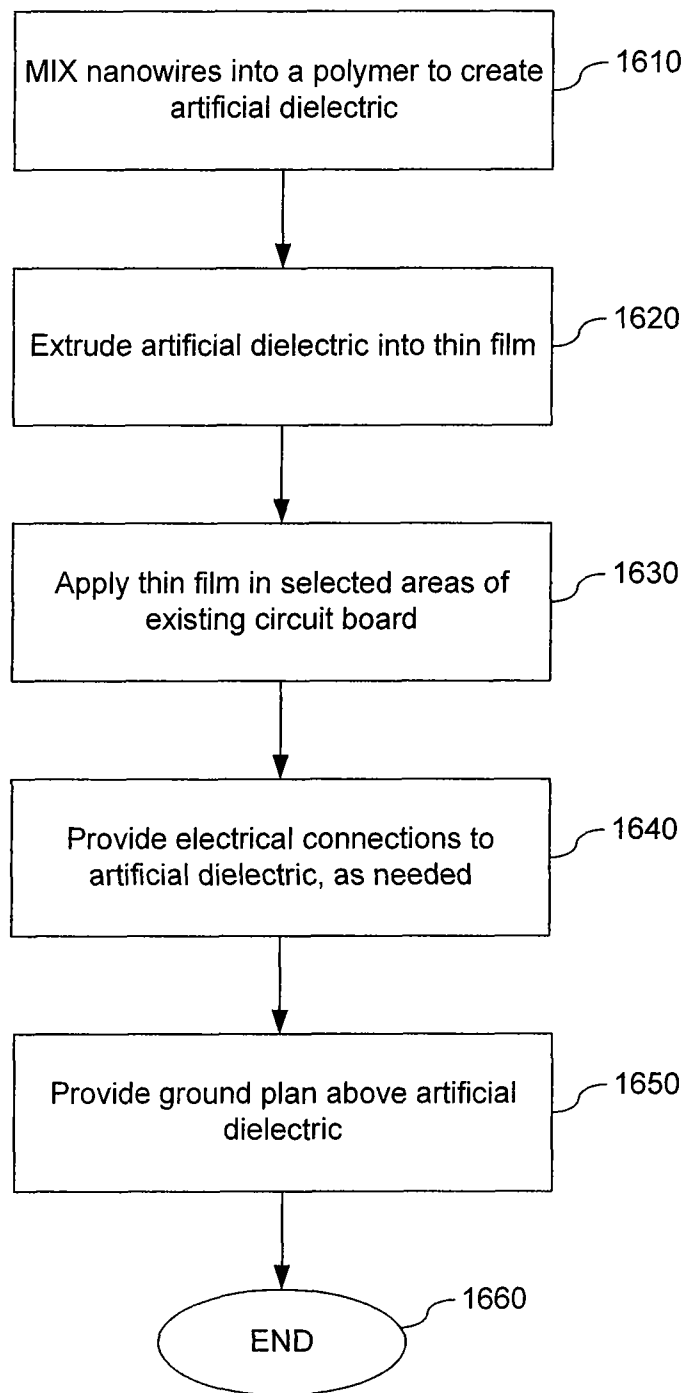 MIX nanowires into a polymer to create
artificial dielectric
1610
Extrude artificial dielectric into thin film
1620
Apply thin film in selected areas of
existing circuit board
1630
Provide electrical connections to
artificial dielectric, as needed
1640
Provide ground plan above artificial
dielectric
1650
END
1660